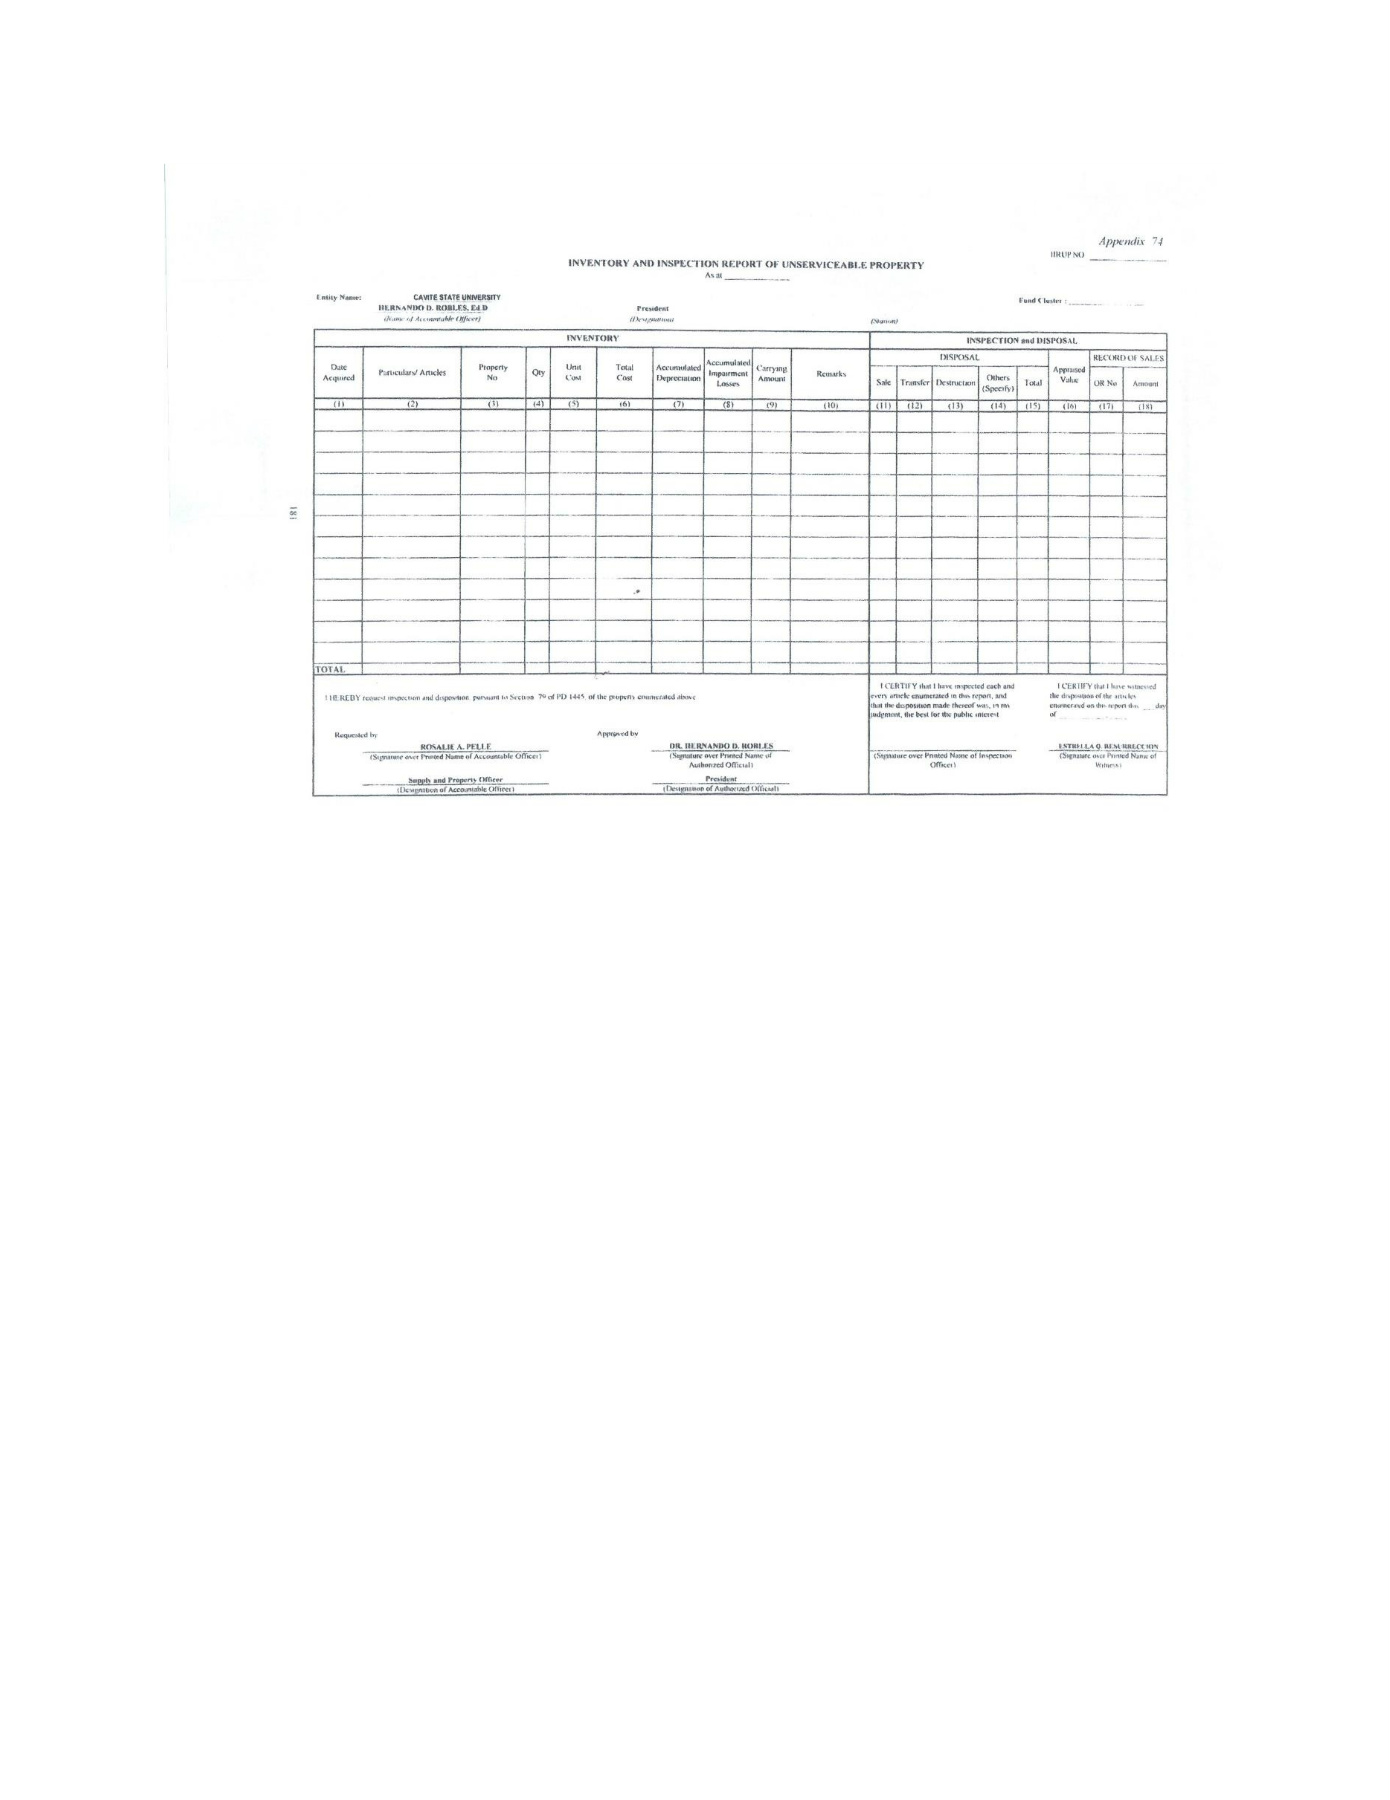 Appendix 74
IIRUP NO
INVENTORY AND INSPECTION REPORT OF UNSERVICEABLE PROPERTY
As at
Entity Name: CAVITE STATE UNIVERSITY
Fund Cluster :
HERNANDO D. ROBLES, Ed.D President
(Name of Accountable Officer) (Designation) (Station)
INVENTORY INSPECTION and DISPOSAL
DISPOSAL RECORD OF SALES
Date Acquired Particulars/ Articles Property No Qty Unit Cost Total Cost Accumulated Depreciation Accumulated Impairment Losses Carrying Amount Remarks Sale Transfer Destruction Others (Specify) Total Appraised Value OR No Amount
(1) (2) (3) (4) (5) (6) (7) (8) (9) (10) (11) (12) (13) (14) (15) (16) (17) (18)
TOTAL
I HEREBY request inspection and disposition, pursuant to Section 79 of PD 1445, of the property enumerated above
I CERTIFY that I have inspected each and
every article enumerated in this report, and
that the disposition made thereof was, in my
judgment, the best for the public interest
I CERTIFY that I have witnessed
the disposition of the articles
enumerated on this report this ___ day
of
Requested by Approved by
ROSALIE A. PELLE DR. HERNANDO D. ROBLES ESTRELLA Q. RESURRECCION
(Signature over Printed Name of Accountable Officer)
(Signature over Printed Name of
Authorized Official)
(Signature over Printed Name of Inspection
Officer)
(Signature over Printed Name of
Witness)
Supply and Property Officer President
(Designation of Accountable Officer) (Designation of Authorized Official)
181